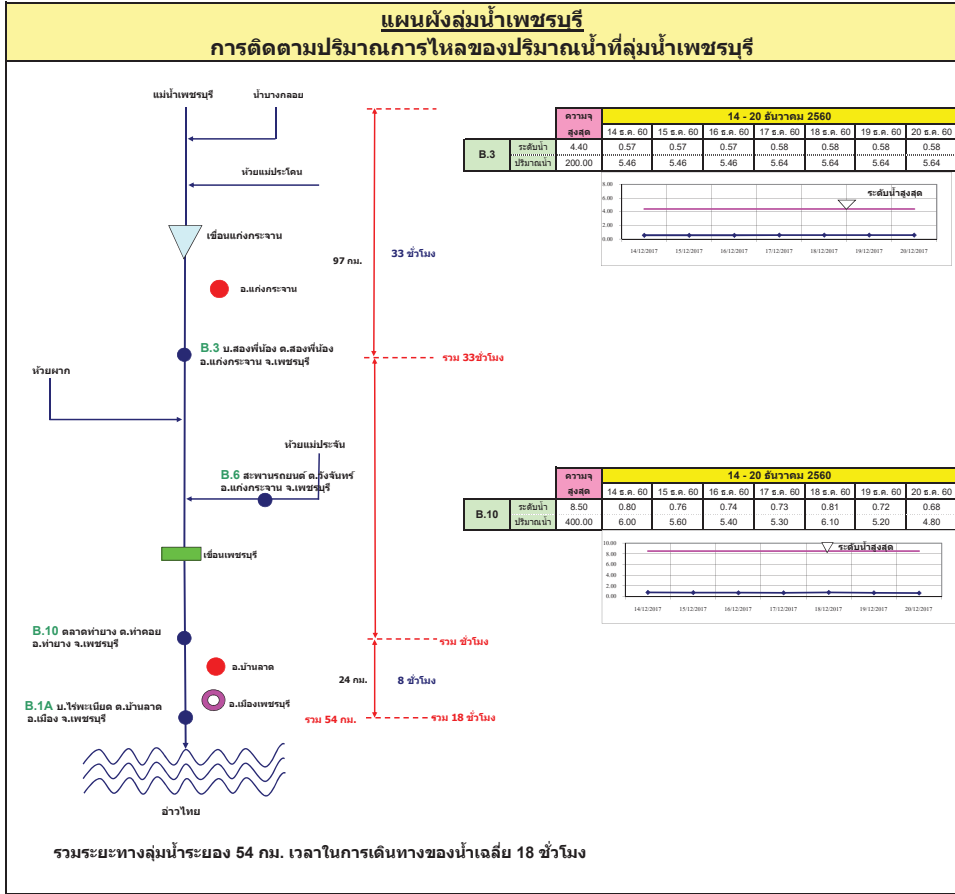 แผนผังลุ่มน้ำเพชรบุรี
การติดตามปริมาณการไหลของปริมาณน้ำที่ลุ่มน้ำเพชรบุรี
แม่น้ำเพชรบุรี
น้ำบางกลอย
ห้วยแม่ประโดน
เขื่อนแก่งกระจาน
97 กม.
33 ชั่วโมง
อ.แก่งกระจาน
B.3 บ.สองพี่น้อง ต.สองพี่น้อง
อ.แก่งกระจาน จ.เพชรบุรี
รวม 33ชั่วโมง
ห้วยผาก
ห้วยแม่ประจัน
B.6 สะพานรถยนต์ ต.วังจันทร์
อ.แก่งกระจาน จ.เพชรบุรี
เขื่อนเพชรบุรี
B.10 ตลาดท่ายาง ต.ท่าคอย
อ.ท่ายาง จ.เพชรบุรี
รวม ชั่วโมง
อ.บ้านลาด
24 กม.
8 ชั่วโมง
อ.เมืองเพชรบุรี
B.1A บ.ไร่พะเนียด ต.บ้านลาด
อ.เมือง จ.เพชรบุรี
รวม 54 กม.
รวม 18 ชั่วโมง
อ่าวไทย
รวมระยะทางลุ่มน้ำระยอง 54 กม. เวลาในการเดินทางของน้ำเฉลี่ย 18 ชั่วโมง
ความจุ 14 - 20 ธันวาคม 2560
สูงสุด 14 ธ.ค. 60 15 ธ.ค. 60 16 ธ.ค. 60 17 ธ.ค. 60 18 ธ.ค. 60 19 ธ.ค. 60 20 ธ.ค. 60
B.3 ระดับน้ำ 4.40 0.57 0.57 0.57 0.58 0.58 0.58 0.58
ปริมาณน้ำ 200.00 5.46 5.46 5.46 5.64 5.64 5.64 5.64
8.00
ระดับน้ำสูงสุด
6.00
4.00
2.00
0.00
14/12/2017 15/12/2017 16/12/2017 17/12/2017 18/12/2017 19/12/2017 20/12/2017
ความจุ 14 - 20 ธันวาคม 2560
สูงสุด 14 ธ.ค. 60 15 ธ.ค. 60 16 ธ.ค. 60 17 ธ.ค. 60 18 ธ.ค. 60 19 ธ.ค. 60 20 ธ.ค. 60
B.10 ระดับน้ำ 8.50 0.80 0.76 0.74 0.73 0.81 0.72 0.68
ปริมาณน้ำ 400.00 6.00 5.60 5.40 5.30 6.10 5.20 4.80
10.00
ระดับน้ำสูงสุด
8.00
6.00
4.00
2.00
0.00
14/12/2017 15/12/2017 16/12/2017 17/12/2017 18/12/2017 19/12/2017 20/12/2017